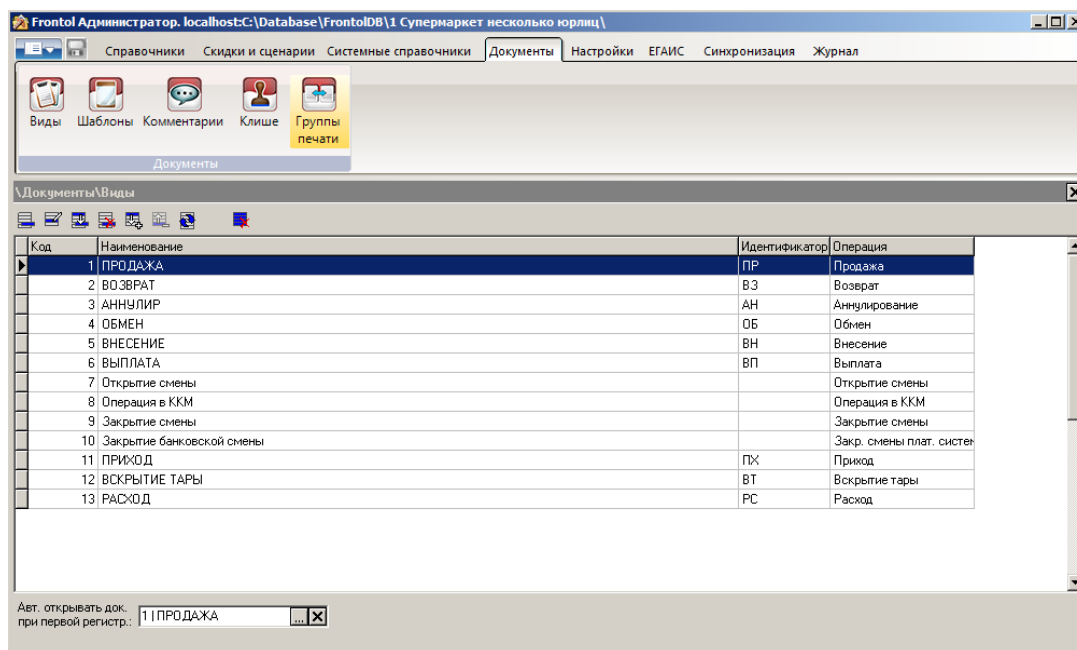 Frontol Администратор. localhost:C:\Database\FrontolDB\1 Супермаркет несколько юрлиц\
Справочники Скидки и сценарии Системные справочники Документы Настройки ЕГАИС Синхронизация Журнал
Виды Шаблоны Комментарии Клише Группы печати
Документы
\Документы\Виды
Код Наименование Идентификатор Операция
1 ПРОДАЖА ПР Продажа
2 ВОЗВРАТ ВЗ Возврат
3 АННУЛИР АН Аннулирование
4 ОБМЕН ОБ Обмен
5 ВНЕСЕНИЕ ВН Внесение
6 ВЫПЛАТА ВП Выплата
7 Открытие смены Открытие смены
8 Операция в ККМ Операция в ККМ
9 Закрытие смены Закрытие смены
10 Закрытие банковской смены Закр. смены плат. систем
11 ПРИХОД ПХ Приход
12 ВСКРЫТИЕ ТАРЫ ВТ Вскрытие тары
13 РАСХОД РС Расход
Авт. открывать док.
при первой регистр.: 1 | ПРОДАЖА ...